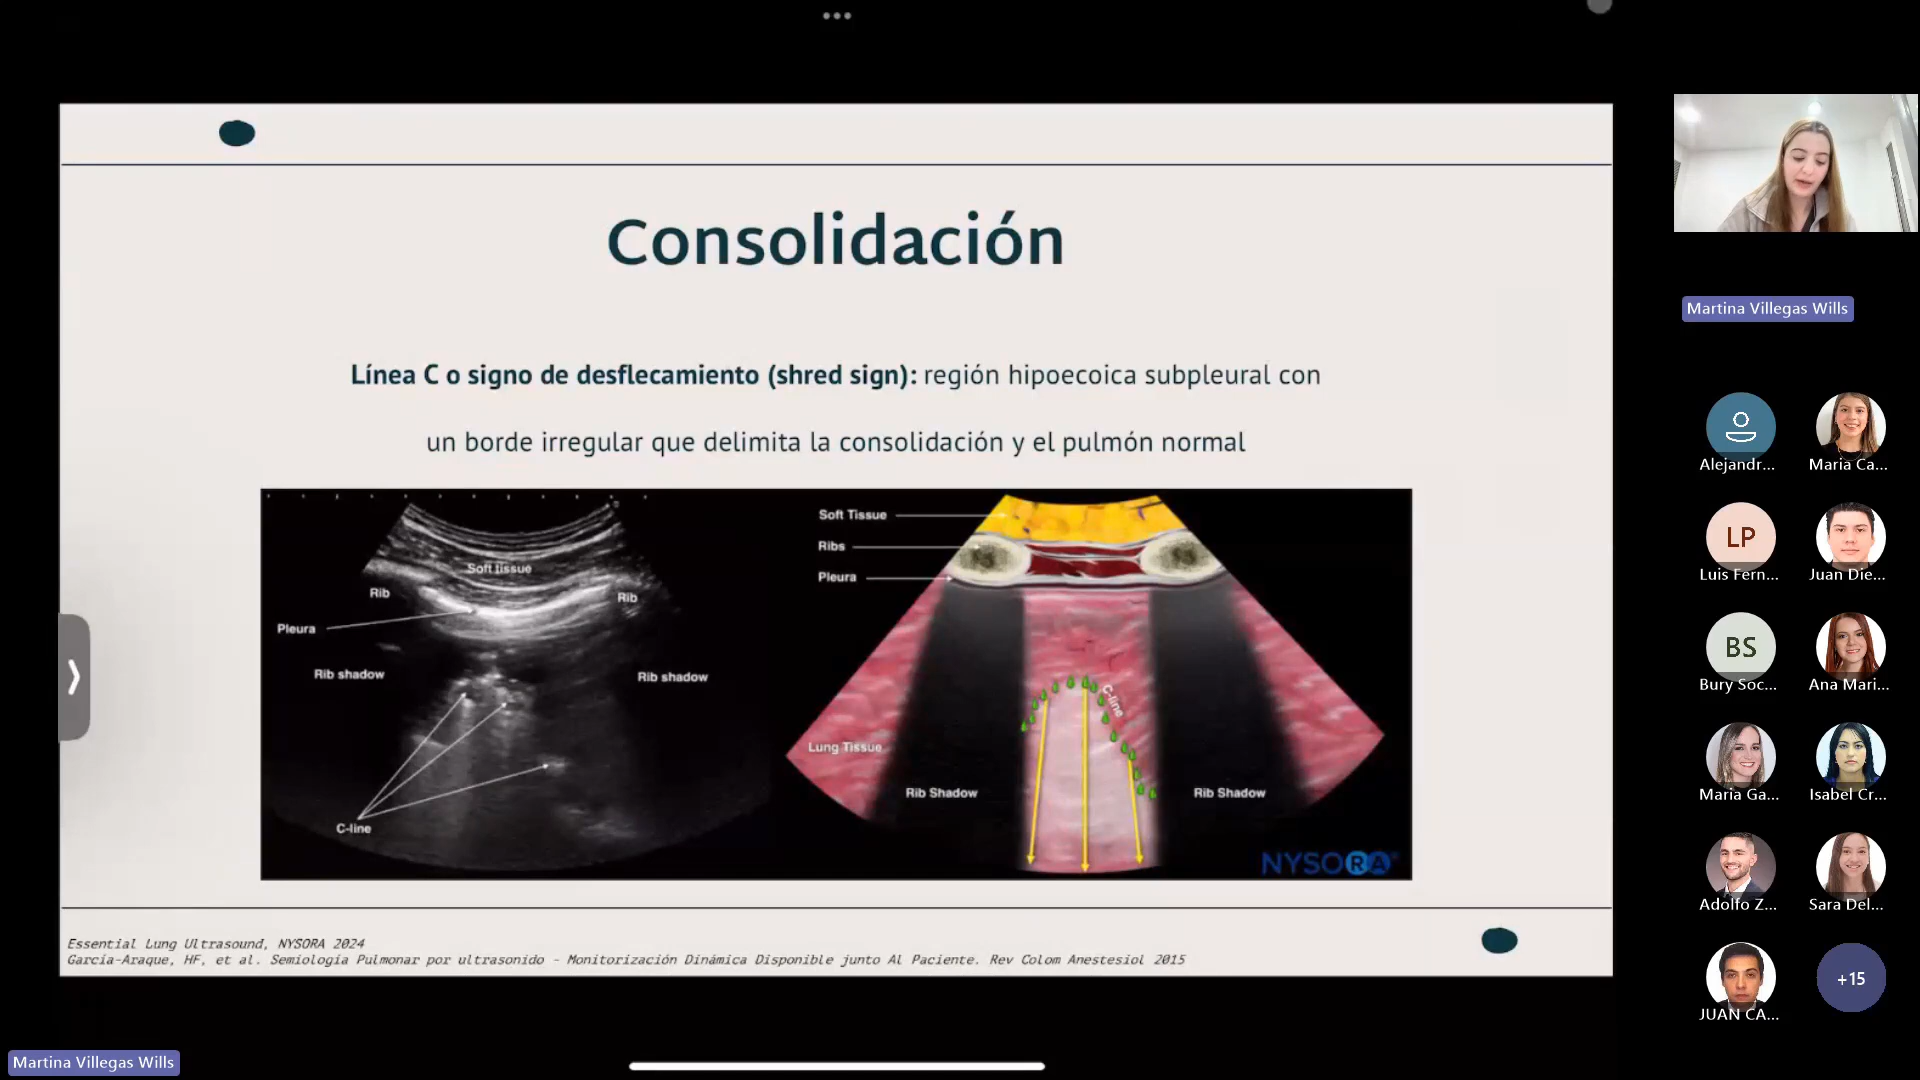 Consolidación
Línea C o signo de desflecamiento (shred sign): región hipoecoica subpleural con
un borde irregular que delimita la consolidación y el pulmón normal
Soft tissue
Rib
Rib
Pleura
Rib shadow
Rib shadow
C-line
Soft Tissue
Ribs
Pleura
C-line
Lung Tissue
Rib Shadow
Rib Shadow
NYSORA
Essential Lung Ultrasound, NYSORA 2024
García-Araque, HF, et al. Semiología Pulmonar por ultrasonido - Monitorización Dinámica Disponible junto Al Paciente. Rev Colom Anestesiol 2015
Martina Villegas Wills
Alejandr...
Maria Ca...
LP
Luis Fern...
Juan Die...
BS
Bury Soc...
Ana Mari...
Maria Ga...
Isabel Cr...
Adolfo Z...
Sara Del...
JUAN CA...
+15
Martina Villegas Wills